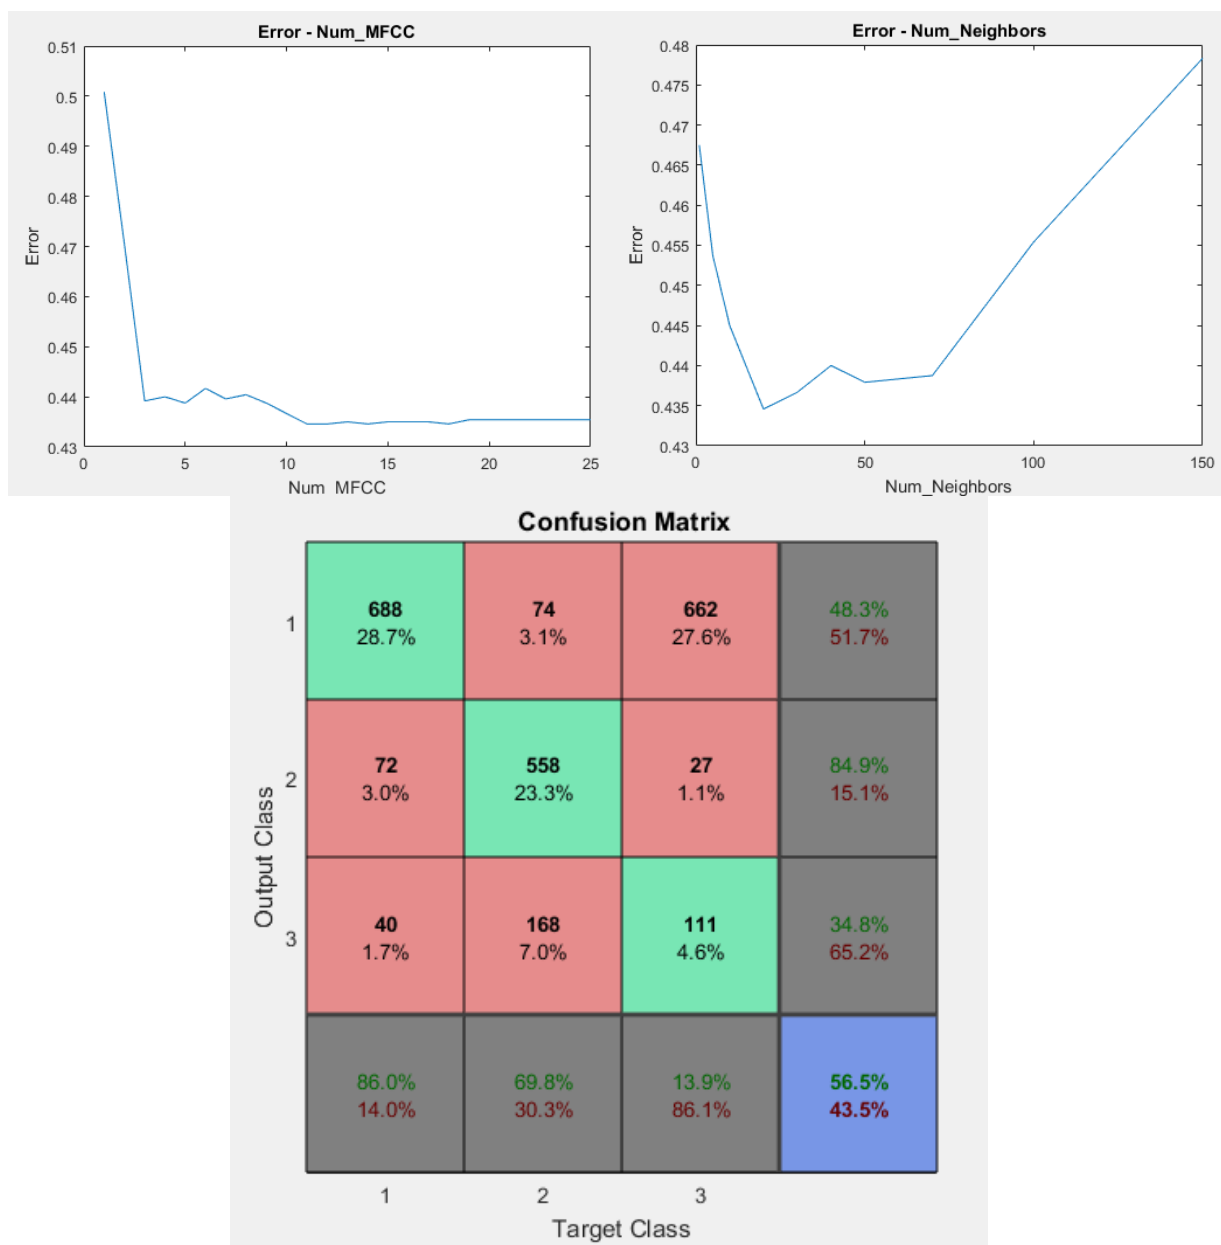 Error - Num_MFCC
0.51
0.5
0.49
0.48
0.47
0.46
0.45
0.44
0.43
Error
0 5 10 15 20 25
Num MFCC
Error - Num_Neighbors
0.48
0.475
0.47
0.465
0.46
0.455
0.45
0.445
0.44
0.435
0.43
Error
0 50 100 150
Num_Neighbors
Confusion Matrix
Output Class
1
688 74 662 48.3%
28.7% 3.1% 27.6% 51.7%
2
72 558 27 84.9%
3.0% 23.3% 1.1% 15.1%
3
40 168 111 34.8%
1.7% 7.0% 4.6% 65.2%
86.0% 69.8% 13.9% 56.5%
14.0% 30.3% 86.1% 43.5%
1 2 3
Target Class